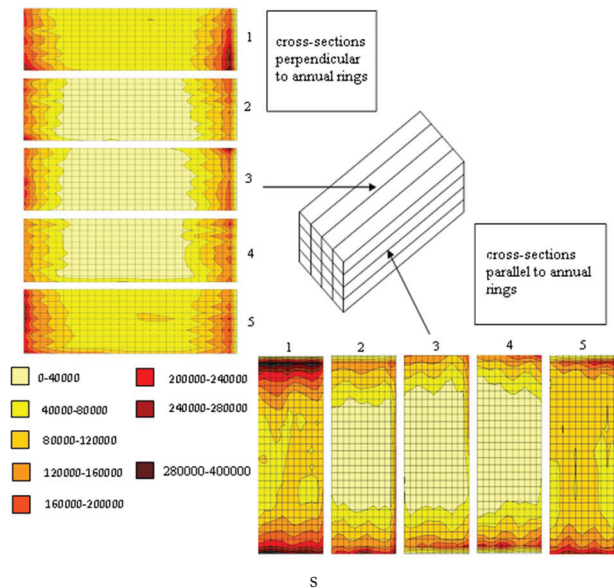 1
2
3
4
5
cross-sections
perpendicular
to annual rings
cross-sections
parallel to annual
rings
1 2 3 4 5
0-40000
40000-80000
80000-120000
120000-160000
160000-200000
200000-240000
240000-280000
280000-400000
S